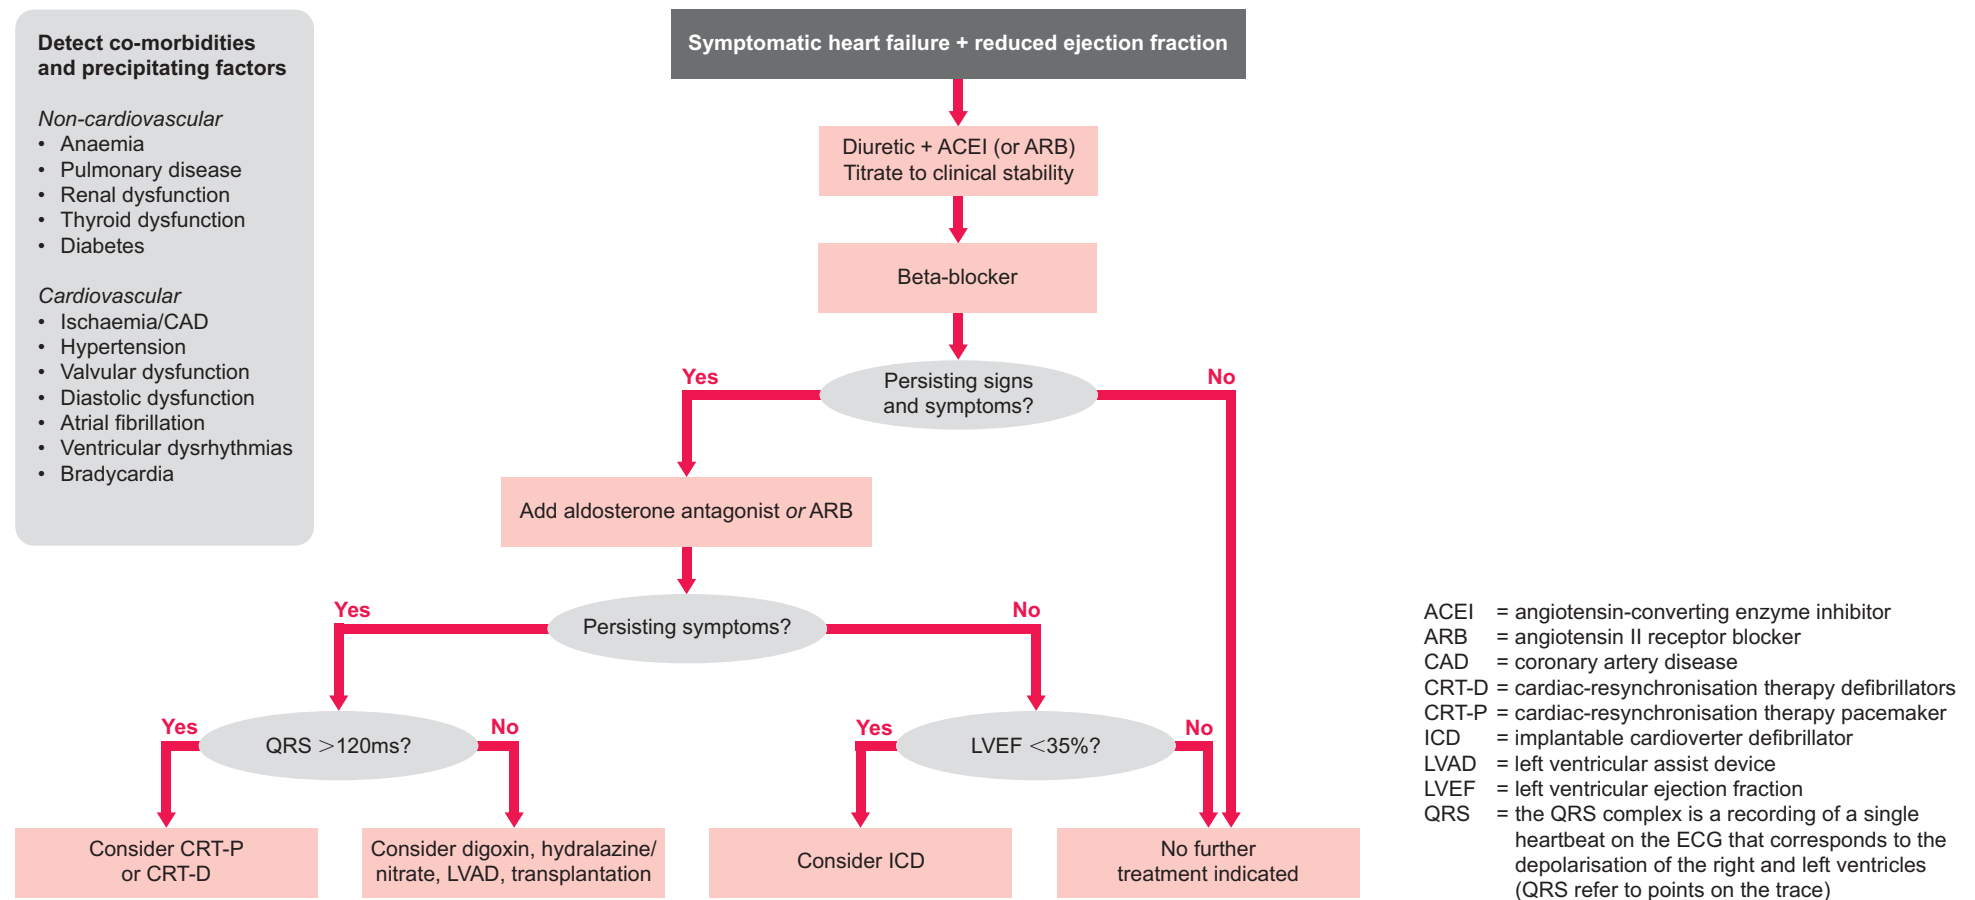 Detect co-morbidities
and precipitating factors
Non-cardiovascular
• Anaemia
• Pulmonary disease
• Renal dysfunction
• Thyroid dysfunction
• Diabetes
Cardiovascular
• Ischaemia/CAD
• Hypertension
• Valvular dysfunction
• Diastolic dysfunction
• Atrial fibrillation
• Ventricular dysrhythmias
• Bradycardia
Symptomatic heart failure + reduced ejection fraction
Diuretic + ACEI (or ARB)
Titrate to clinical stability
Beta-blocker
Persisting signs
and symptoms?
Yes
No
Add aldosterone antagonist or ARB
Persisting symptoms?
Yes
No
QRS >120ms?
Yes
No
LVEF <35%?
Yes
No
Consider CRT-P
or CRT-D
Consider digoxin, hydralazine/
nitrate, LVAD, transplantation
Consider ICD
No further
treatment indicated
ACEI = angiotensin-converting enzyme inhibitor
ARB = angiotensin II receptor blocker
CAD = coronary artery disease
CRT-D = cardiac-resynchronisation therapy defibrillators
CRT-P = cardiac-resynchronisation therapy pacemaker
ICD = implantable cardioverter defibrillator
LVAD = left ventricular assist device
LVEF = left ventricular ejection fraction
QRS = the QRS complex is a recording of a single
heartbeat on the ECG that corresponds to the
depolarisation of the right and left ventricles
(QRS refer to points on the trace)